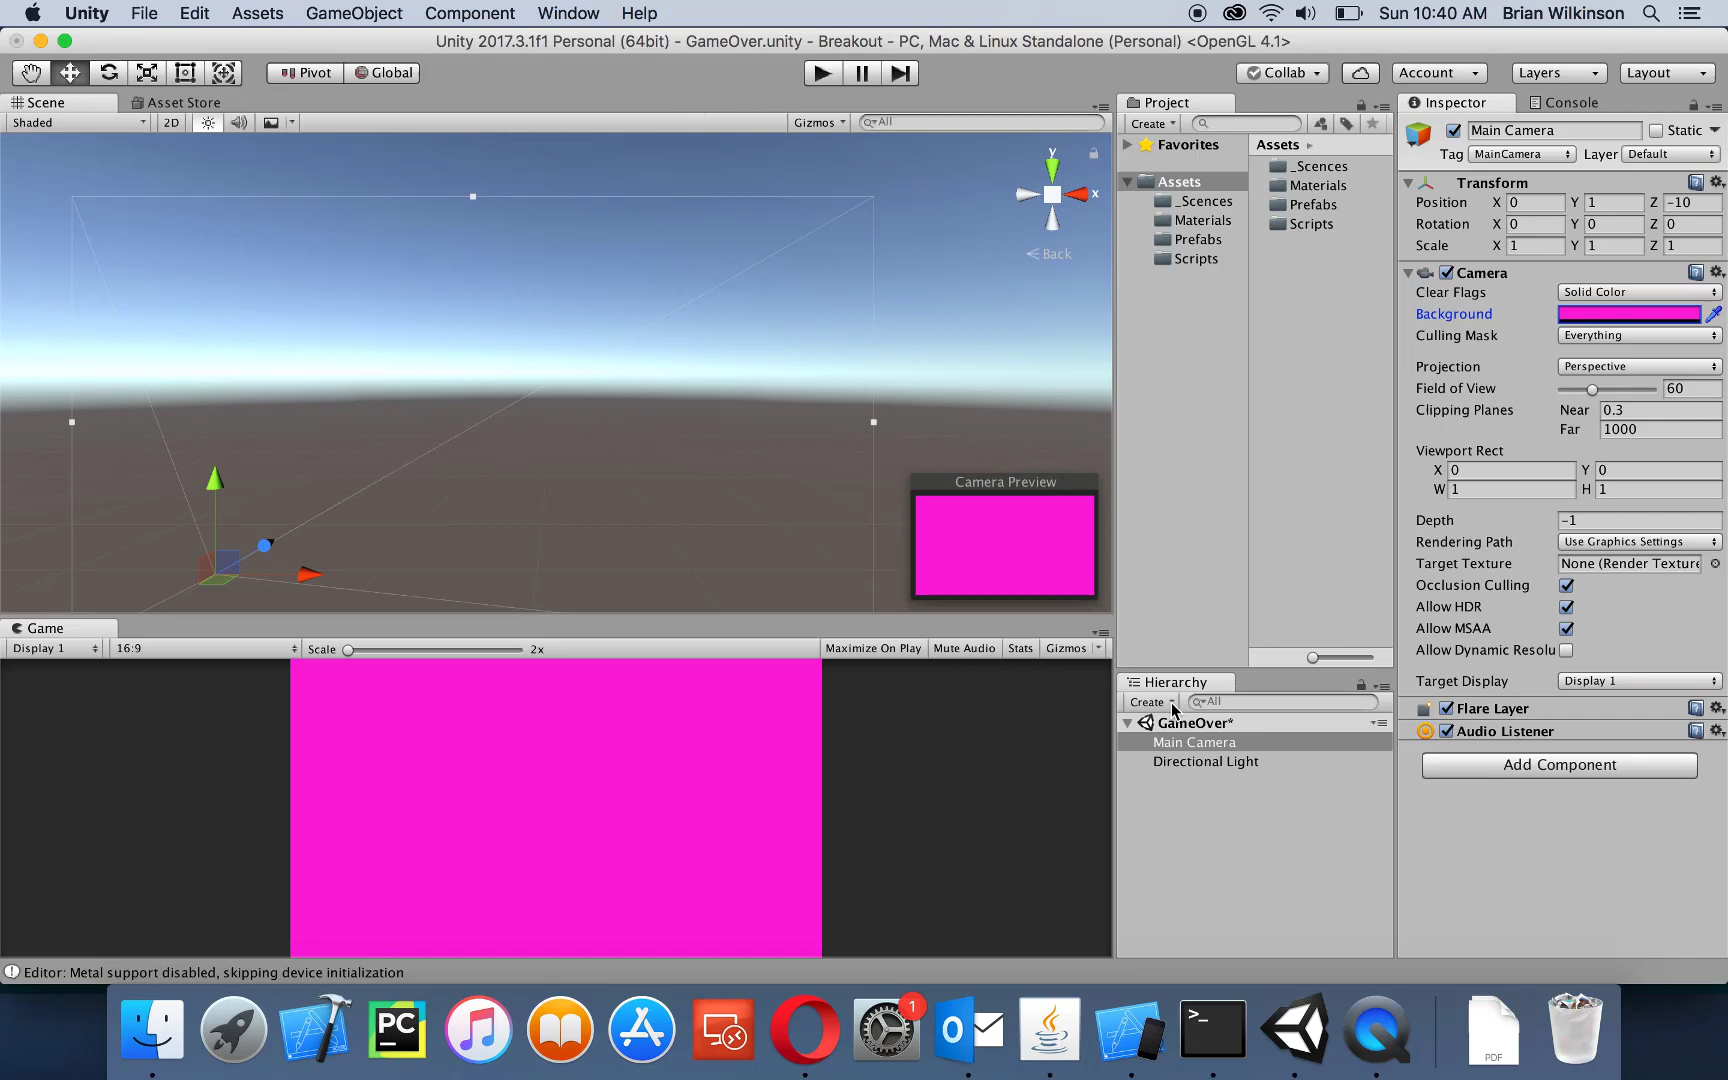 Unity File Edit Assets GameObject Component Window Help Sun 10:40 AM Brian Wilkinson
Unity 2017.3.1f1 Personal (64bit) - GameOver.unity - Breakout - PC, Mac & Linux Standalone (Personal) <OpenGL 4.1>
Pivot Global Collab Account Layers Layout
Scene Asset Store
Shaded 2D Gizmos All
y
x
Back
Camera Preview
Game
Display 1 16:9 Scale 2x Maximize On Play Mute Audio Stats Gizmos
Project
Create
Favorites
Assets
_Scences
Materials
Prefabs
Scripts
Assets
_Scences
Materials
Prefabs
Scripts
Hierarchy
Create All
GameOver*
Main Camera
Directional Light
Inspector Console
Main Camera Static
Tag MainCamera Layer Default
Transform
Position X 0 Y 1 Z -10
Rotation X 0 Y 0 Z 0
Scale X 1 Y 1 Z 1
Camera
Clear Flags Solid Color
Background
Culling Mask Everything
Projection Perspective
Field of View 60
Clipping Planes Near 0.3
Far 1000
Viewport Rect
X 0 Y 0
W 1 H 1
Depth -1
Rendering Path Use Graphics Settings
Target Texture None (Render Texture
Occlusion Culling
Allow HDR
Allow MSAA
Allow Dynamic Resolu
Target Display Display 1
Flare Layer
Audio Listener
Add Component
Editor: Metal support disabled, skipping device initialization
PC
1
O
>_
PDF